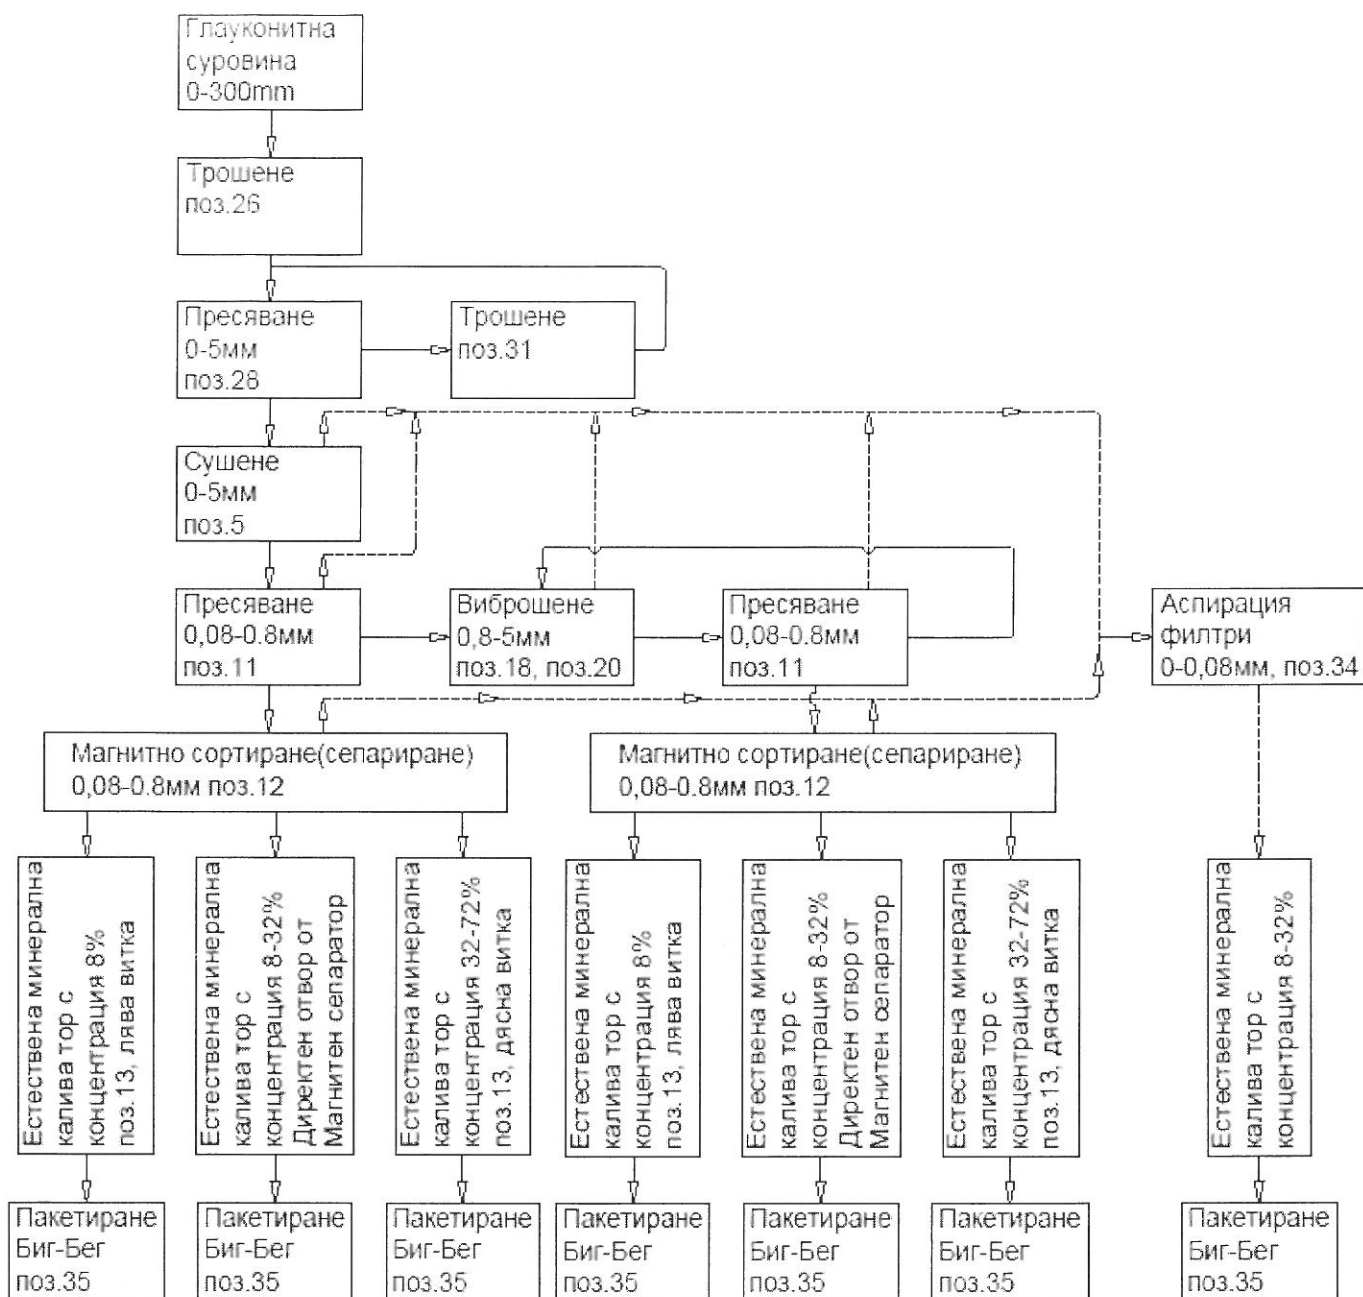 Глауконитна
суровина
0-300mm
Трошене
поз.26
Пресяване
0-5мм
поз.28
Трошене
поз.31
Сушене
0-5мм
поз.5
Пресяване
0,08-0.8мм
поз.11
Виброшене
0,8-5мм
поз.18, поз.20
Пресяване
0,08-0.8мм
поз.11
Аспирация
филтри
0-0,08мм, поз.34
Магнитно сортиране(сепариране)
0,08-0.8мм поз.12
Магнитно сортиране(сепариране)
0,08-0.8мм поз.12
Естествена минерална
калива тор с
концентрация 8%
поз.13, лява витка
Естествена минерална
калива тор с
концентрация 8-32%
Директен отвор от
Магнитен сепаратор
Естествена минерална
калива тор с
концентрация 32-72%
поз.13, дясна витка
Естествена минерална
калива тор с
концентрация 8%
поз.13, лява витка
Естествена минерална
калива тор с
концентрация 8-32%
Директен отвор от
Магнитен сепаратор
Естествена минерална
калива тор с
концентрация 32-72%
поз.13, дясна витка
Естествена минерална
калива тор с
концентрация 8-32%
Пакетиране
Биг-Бег
поз.35
Пакетиране
Биг-Бег
поз.35
Пакетиране
Биг-Бег
поз.35
Пакетиране
Биг-Бег
поз.35
Пакетиране
Биг-Бег
поз.35
Пакетиране
Биг-Бег
поз.35
Пакетиране
Биг-Бег
поз.35